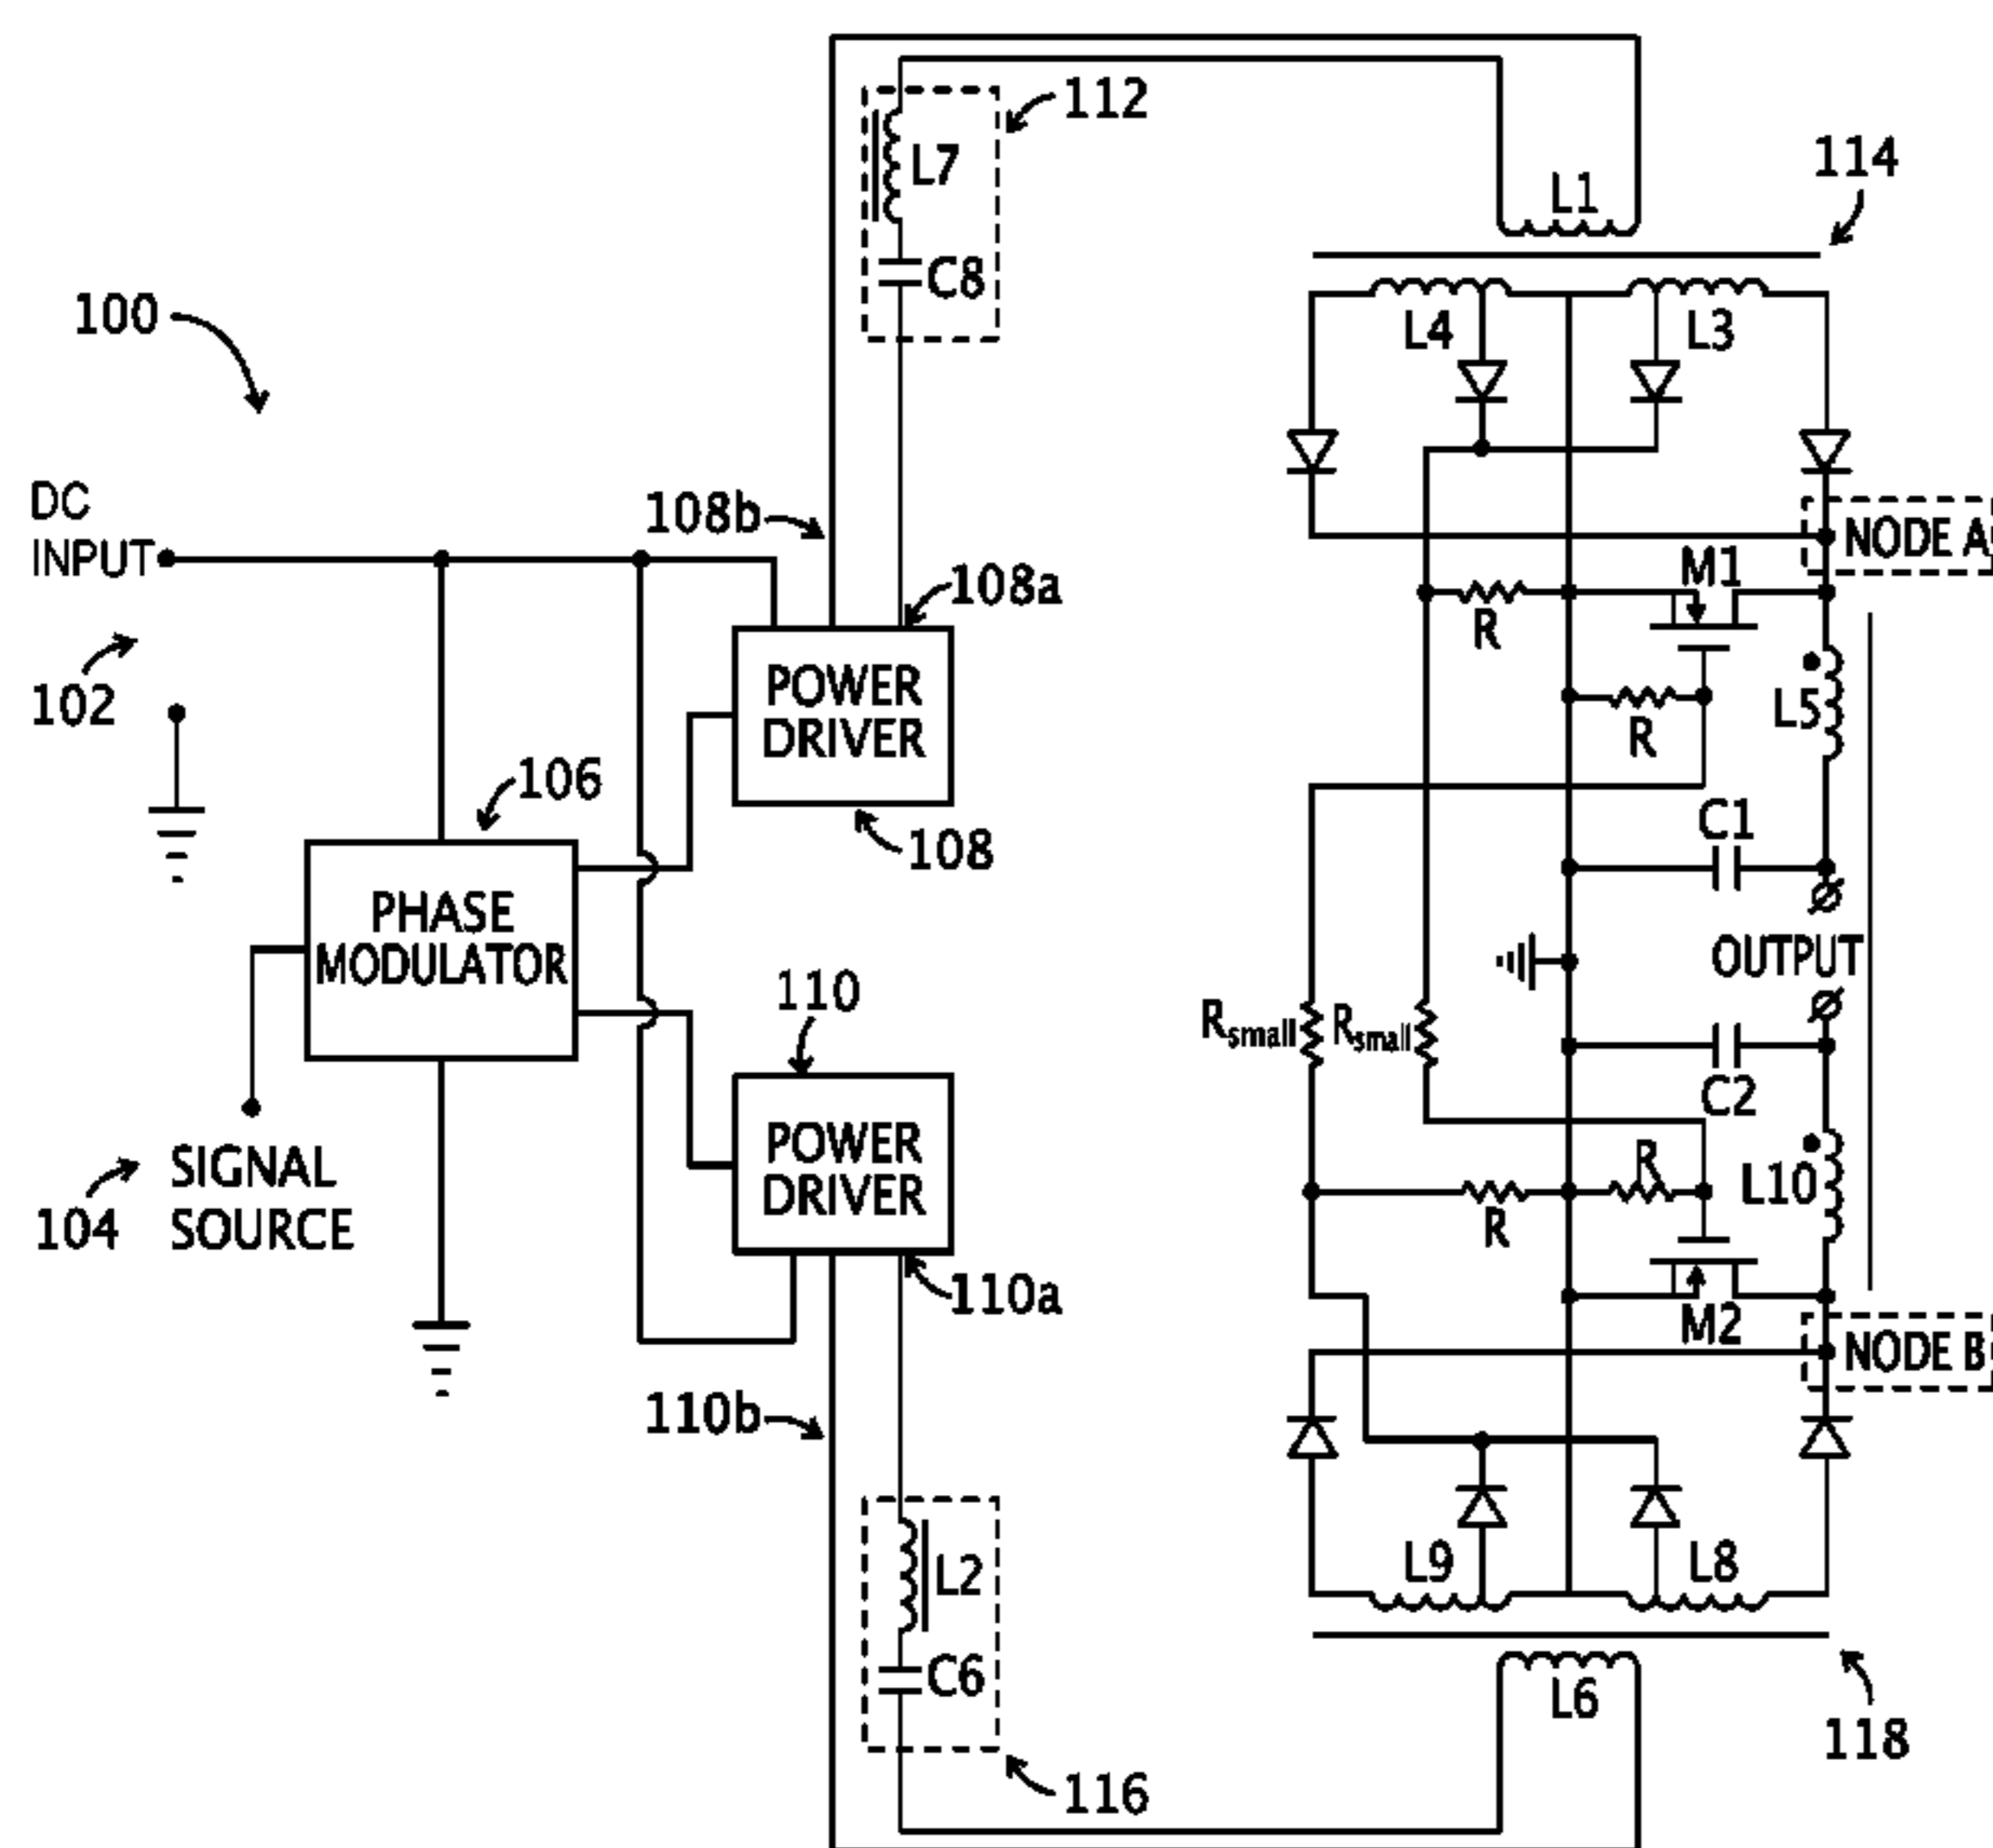 112
L7
C8
L1
114
100
L4
L3
DC
INPUT
108b
108a
NODE A
M1
R
102
POWER
DRIVER
R
L5
106
108
C1
PHASE
MODULATOR
110
OUTPUT
Rsmall
Rsmall
C2
POWER
DRIVER
R
L10
SIGNAL
SOURCE
104
R
110a
M2
NODE B
110b
L2
L9
L8
C6
L6
116
118